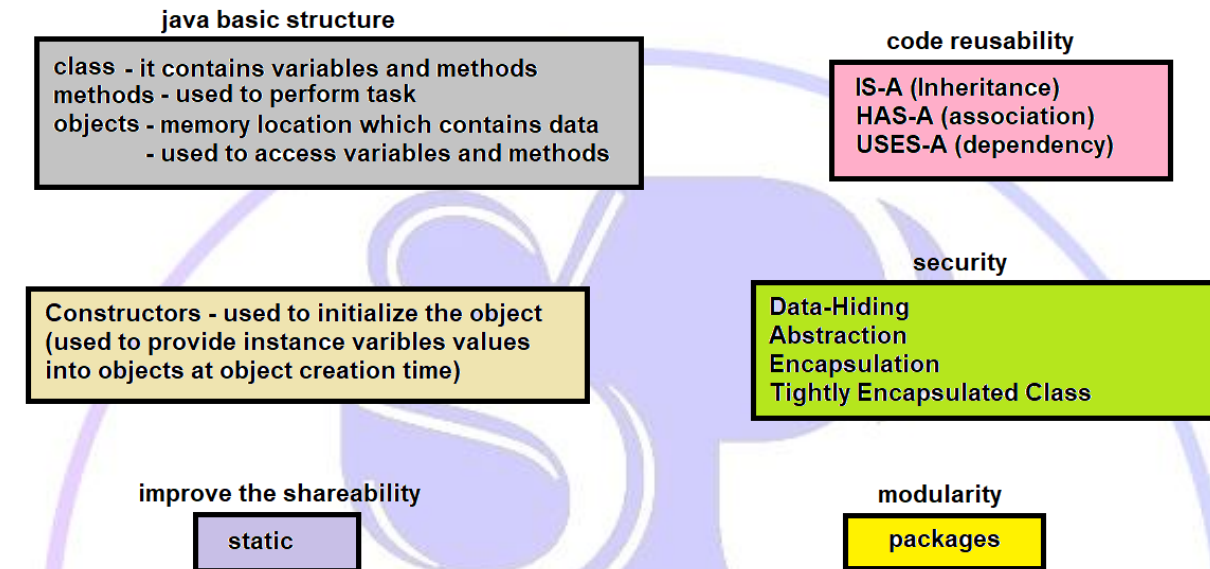 java basic structure
class - it contains variables and methods
methods - used to perform task
objects - memory location which contains data
- used to access variables and methods
code reusability
IS-A (Inheritance)
HAS-A (association)
USES-A (dependency)
Constructors - used to initialize the object
(used to provide instance varibles values
into objects at object creation time)
security
Data-Hiding
Abstraction
Encapsulation
Tightly Encapsulated Class
improve the shareability
static
modularity
packages